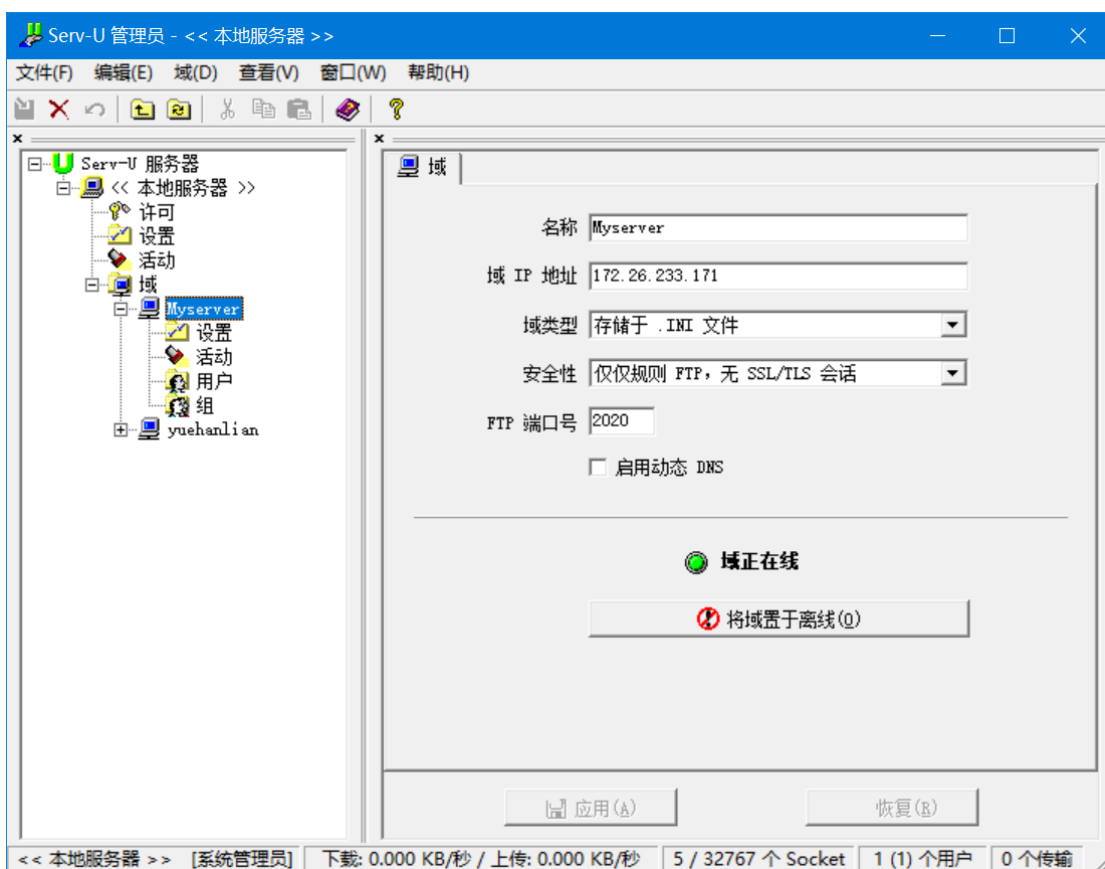 Serv-U 管理员 - << 本地服务器 >>
文件(F) 编辑(E) 域(D) 查看(V) 窗口(W) 帮助(H)
Serv-U 服务器
<< 本地服务器 >>
许可
设置
活动
域
Myserver
设置
活动
用户
组
yuehanlian
域
名称 Myserver
域 IP 地址 172.26.233.171
域类型 存储于 .INI 文件
安全性 仅仅规则 FTP，无 SSL/TLS 会话
FTP 端口号 2020
启用动态 DNS
域正在线
将域置于离线(O)
应用(A) 恢复(R)
<< 本地服务器 >> [系统管理员] 下载: 0.000 KB/秒 / 上传: 0.000 KB/秒 5 / 32767 个 Socket 1 (1) 个用户 0 个传输